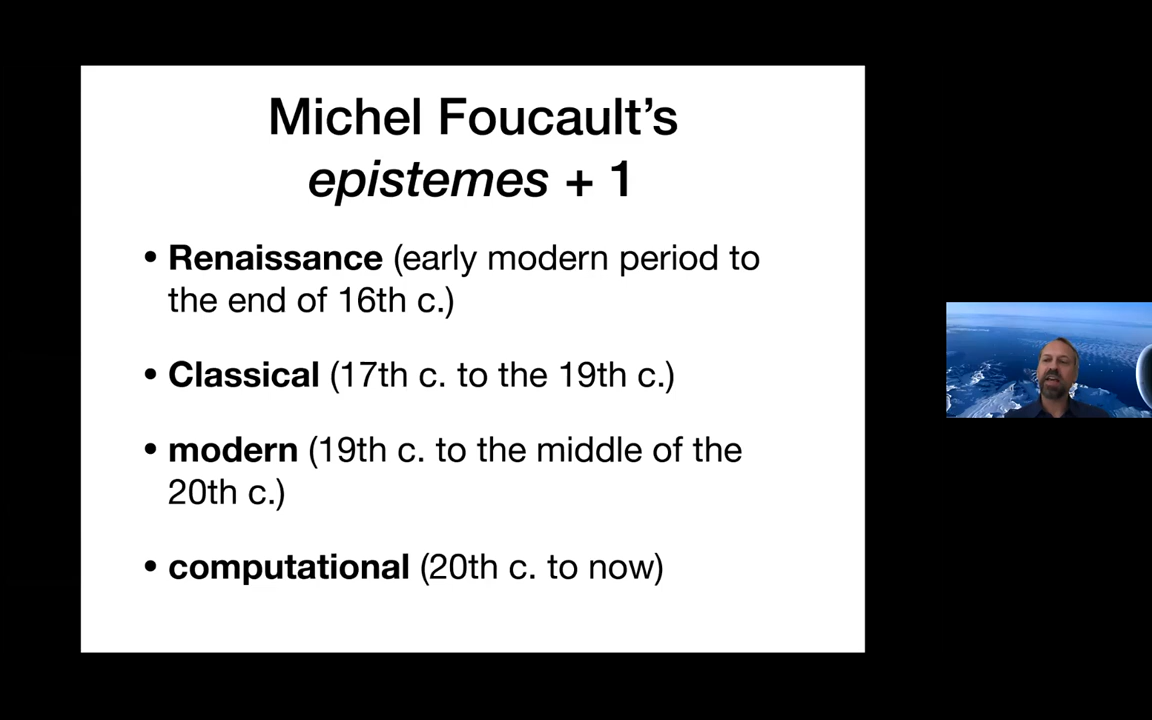 Michel Foucault’s
epistemes + 1
• Renaissance (early modern period to
the end of 16th c.)
• Classical (17th c. to the 19th c.)
• modern (19th c. to the middle of the
20th c.)
• computational (20th c. to now)